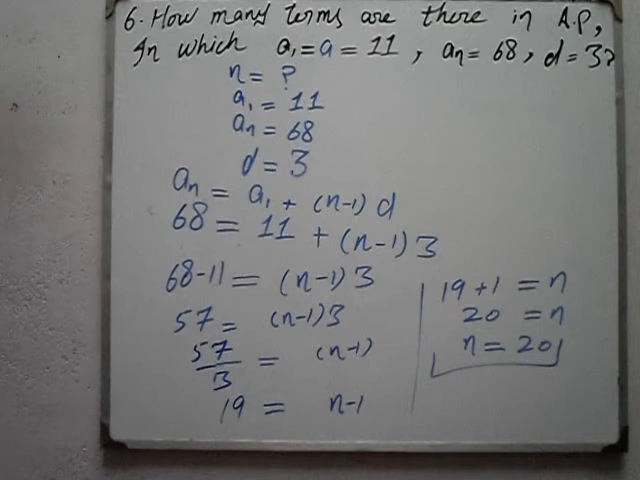 6. How many terms are there in A.P,
In which a₁ = a = 11 , aₙ = 68 , d = 3?
n = ?
a₁ = 11
aₙ = 68
d = 3
aₙ = a₁ + (n-1) d
68 = 11 + (n-1) 3
68-11 = (n-1) 3
57 = (n-1)3
57/3 = (n-1)
19 = n-1
19 + 1 = n
20 = n
n = 20